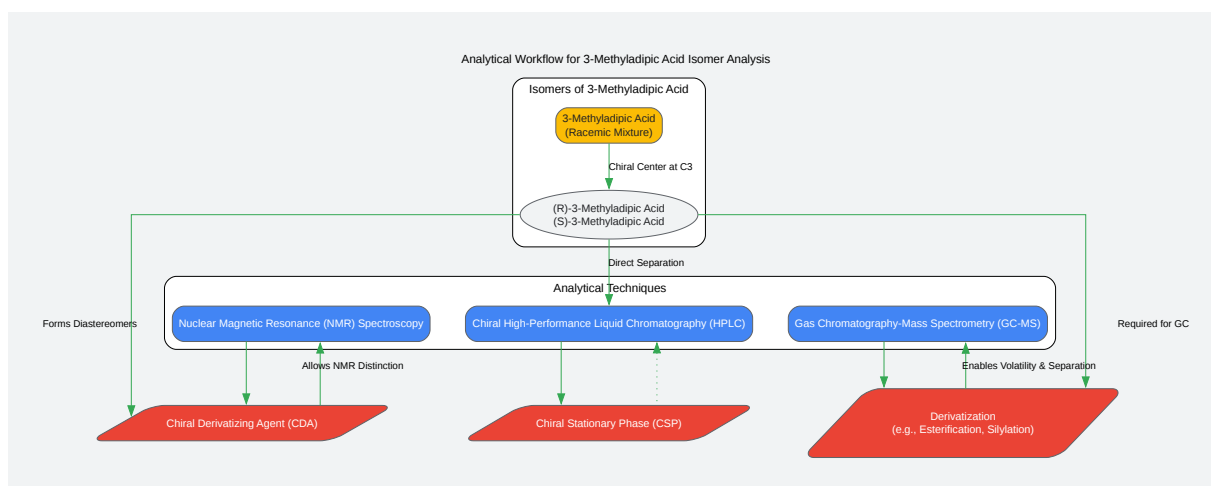 Analytical Workflow for 3-Methyladipic Acid Isomer Analysis
Isomers of 3-Methyladipic Acid
3-Methyladipic Acid
(Racemic Mixture)
Chiral Center at C3
(R)-3-Methyladipic Acid
(S)-3-Methyladipic Acid
Direct Separation
Analytical Techniques
Forms Diastereomers
Nuclear Magnetic Resonance (NMR) Spectroscopy
Chiral High-Performance Liquid Chromatography (HPLC)
Gas Chromatography-Mass Spectrometry (GC-MS)
Required for GC
Allows NMR Distinction
Enables Volatility & Separation
Chiral Derivatizing Agent (CDA)
Chiral Stationary Phase (CSP)
Derivatization
(e.g., Esterification, Silylation)